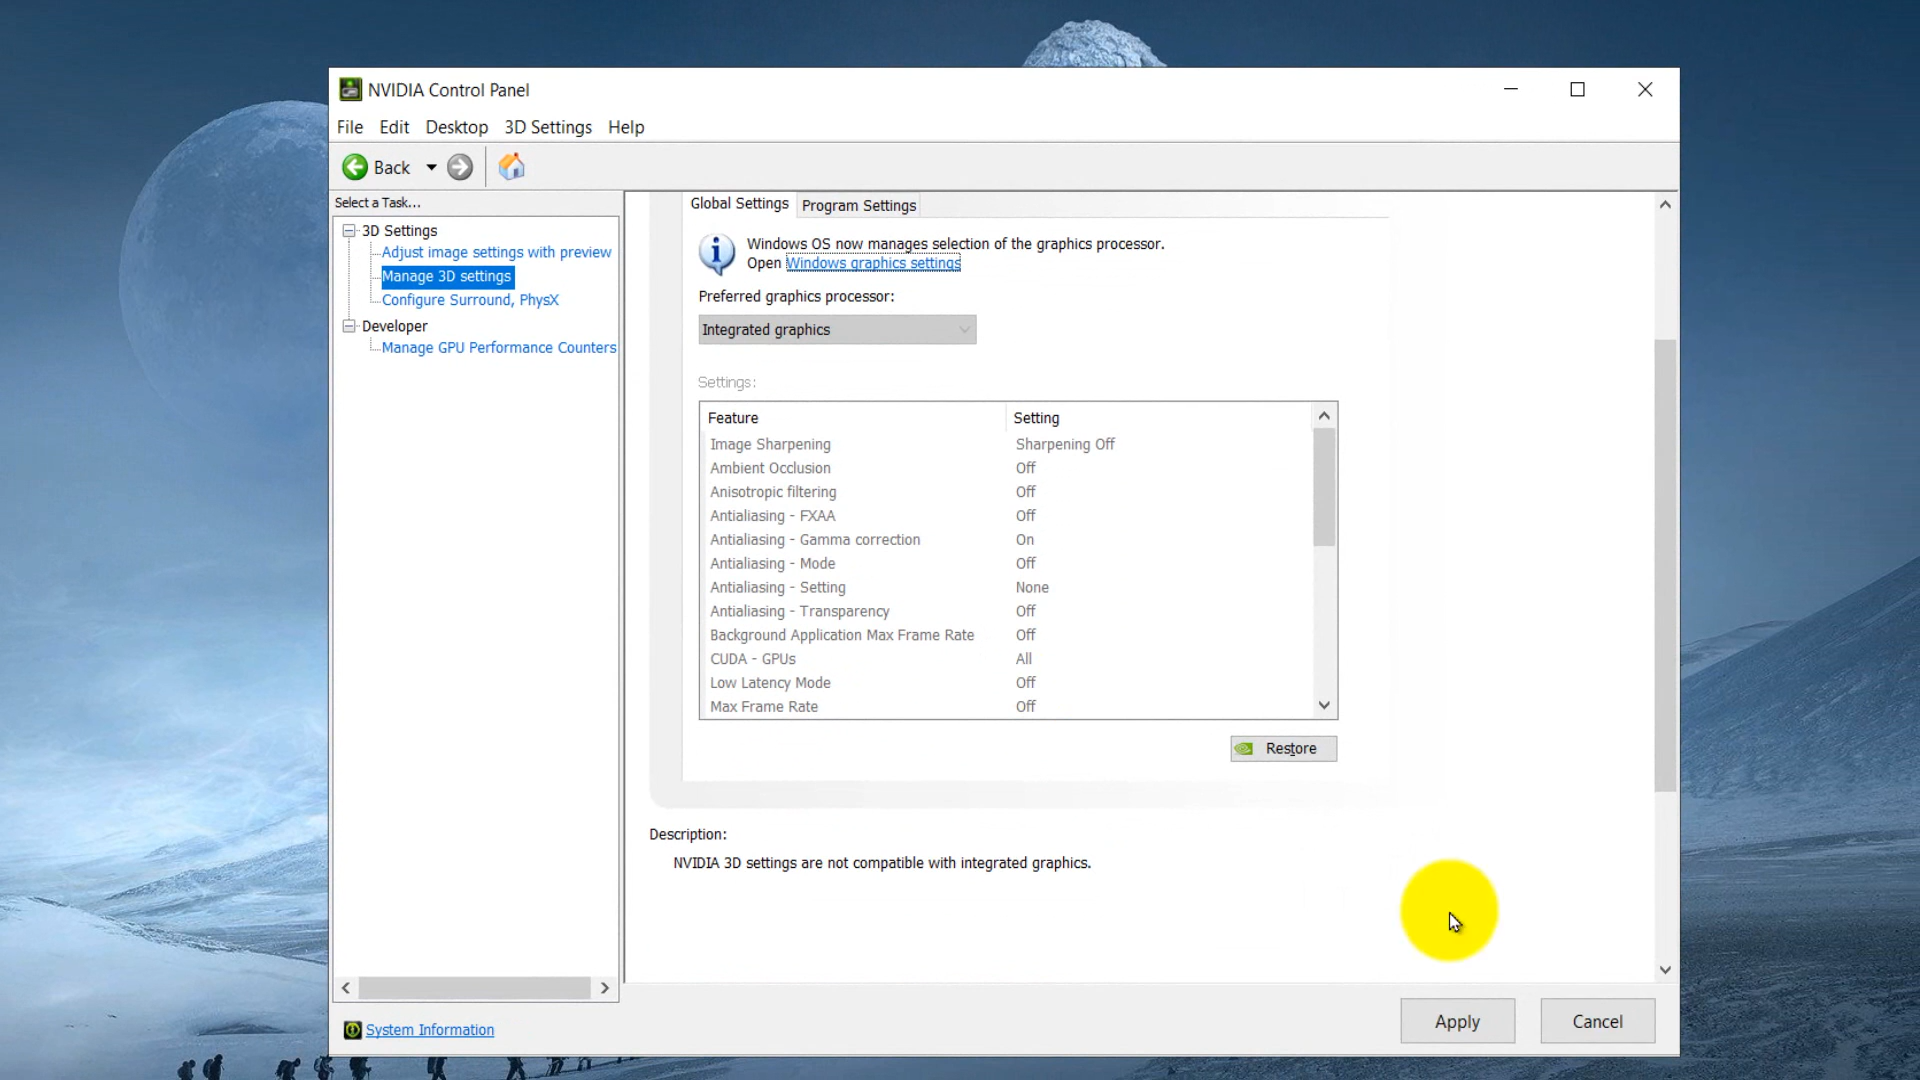 NVIDIA Control Panel
File Edit Desktop 3D Settings Help
Back
Select a Task...
3D Settings
Adjust image settings with preview
Manage 3D settings
Configure Surround, PhysX
Developer
Manage GPU Performance Counters
System Information
Global Settings Program Settings
Windows OS now manages selection of the graphics processor.
Open Windows graphics settings
Preferred graphics processor:
Integrated graphics
Settings:
Feature Setting
Image Sharpening Sharpening Off
Ambient Occlusion Off
Anisotropic filtering Off
Antialiasing - FXAA Off
Antialiasing - Gamma correction On
Antialiasing - Mode Off
Antialiasing - Setting None
Antialiasing - Transparency Off
Background Application Max Frame Rate Off
CUDA - GPUs All
Low Latency Mode Off
Max Frame Rate Off
Restore
Description:
NVIDIA 3D settings are not compatible with integrated graphics.
Apply Cancel